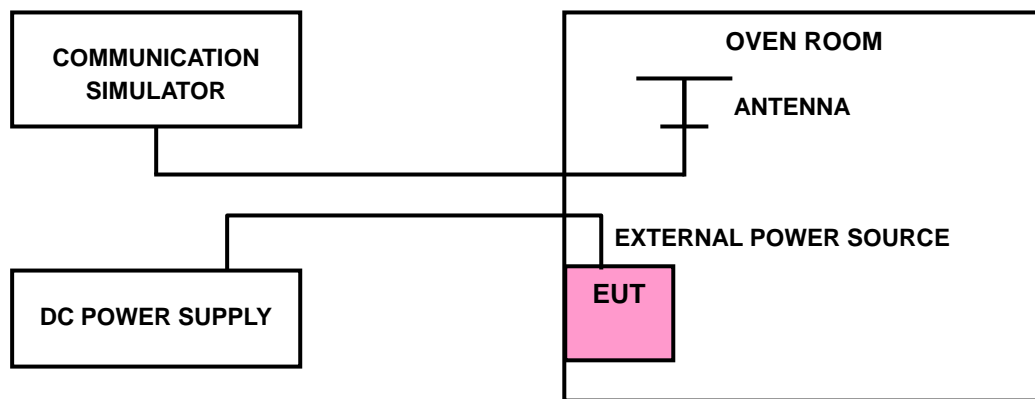 COMMUNICATION
SIMULATOR
OVEN ROOM
ANTENNA
EXTERNAL POWER SOURCE
DC POWER SUPPLY
EUT